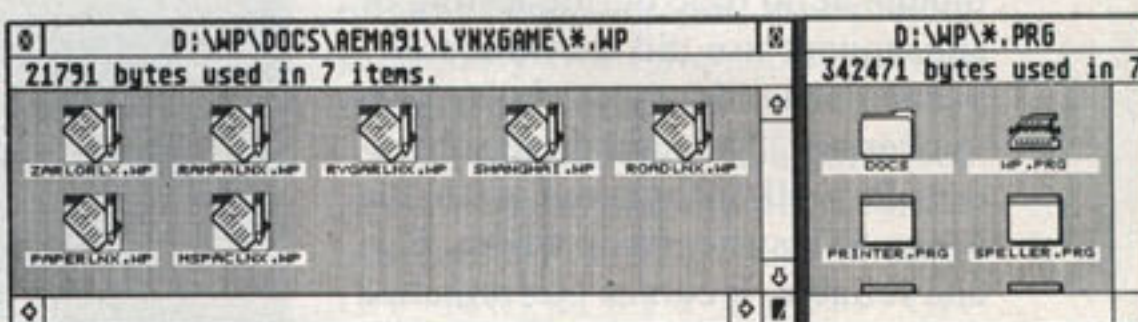 D:\WP\DOCS\AEMA91\LYNXGAME\*.WP
21791 bytes used in 7 items.
ZARLORLX.WP RAMPALNX.WP RYGARLNX.WP SHANGHAI.WP ROADLNX.WP
PAPERLNX.WP MSPACLNX.WP
D:\WP\*.PRG
342471 bytes used in 7
DOCS WP.PRG
PRINTER.PRG SPELLER.PRG